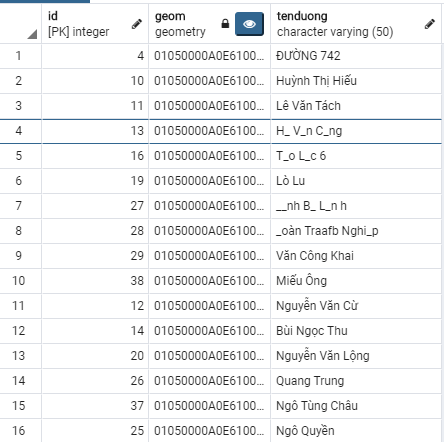 id geom tenduong
[PK] integer geometry character varying (50)
1 4 01050000A0E6100... ĐƯỜNG 742
2 10 01050000A0E6100... Huỳnh Thị Hiếu
3 11 01050000A0E6100... Lê Văn Tách
4 13 01050000A0E6100... H_ V_n C_ng
5 16 01050000A0E6100... T_o L_c 6
6 19 01050000A0E6100... Lò Lu
7 27 01050000A0E6100... __nh B_ L_n h
8 28 01050000A0E6100... _oàn Traafb Nghi_p
9 29 01050000A0E6100... Văn Công Khai
10 38 01050000A0E6100... Miếu Ông
11 12 01050000A0E6100... Nguyễn Văn Cừ
12 14 01050000A0E6100... Bùi Ngọc Thu
13 20 01050000A0E6100... Nguyễn Văn Lộng
14 26 01050000A0E6100... Quang Trung
15 37 01050000A0E6100... Ngô Tùng Châu
16 25 01050000A0E6100... Ngô Quyền